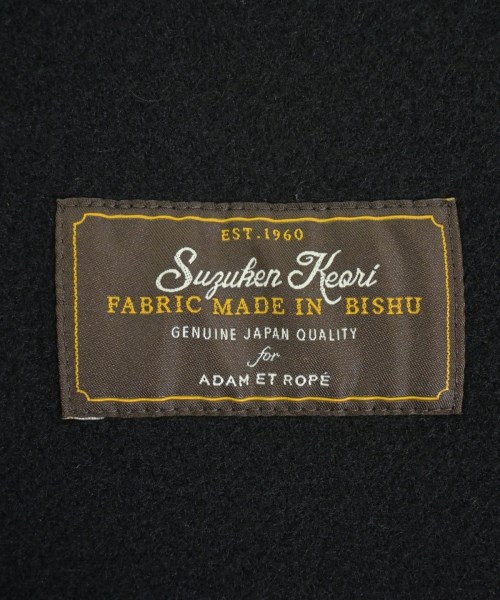 EST.1960
Suzuken Keori
FABRIC MADE IN BISHU
GENUINE JAPAN QUALITY
for
ADAM ET ROPÉ